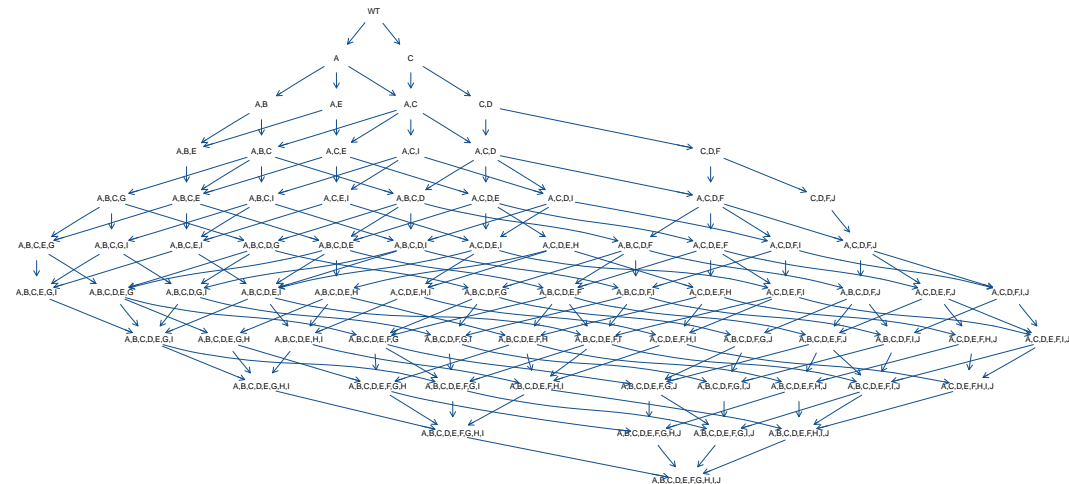 WT
A C
A,B A,E A,C C,D
A,B,E A,B,C A,C,E A,C,I A,C,D C,D,F
A,B,C,G A,B,C,E A,B,C,I A,C,E,I A,B,C,D A,C,D,E A,C,D,I A,C,D,F C,D,F,J
A,B,C,E,G A,B,C,G,I A,B,C,E,I A,B,C,D,G A,B,C,D,E A,B,C,D,I A,C,D,E,I A,C,D,E,H A,B,C,D,F A,C,D,E,F A,C,D,F,I A,C,D,F,J
A,B,C,E,G,I A,B,C,D,E,G A,B,C,D,G,I A,B,C,D,E,I A,B,C,D,E,H A,C,D,E,H,I A,B,C,D,F,G A,B,C,D,E,F A,B,C,D,F,I A,C,D,E,F,H A,C,D,E,F,I A,B,C,D,F,J A,C,D,E,F,J A,C,D,F,I,J
A,B,C,D,E,G,I A,B,C,D,E,G,H A,B,C,D,E,H,I A,B,C,D,E,F,G A,B,C,D,F,G,I A,B,C,D,E,F,H A,B,C,D,E,F,I A,C,D,E,F,H,I A,B,C,D,F,G,J A,B,C,D,E,F,J A,B,C,D,F,I,J A,C,D,E,F,H,J A,C,D,E,F,I,J
A,B,C,D,E,G,H,I A,B,C,D,E,F,G,H A,B,C,D,E,F,G,I A,B,C,D,E,F,H,I A,B,C,D,E,F,G,J A,B,C,D,F,G,I,J A,B,C,D,E,F,H,J A,B,C,D,E,F,I,J A,C,D,E,F,H,I,J
A,B,C,D,E,F,G,H,I A,B,C,D,E,F,G,H,J A,B,C,D,E,F,G,I,J A,B,C,D,E,F,H,I,J
A,B,C,D,E,F,G,H,I,J